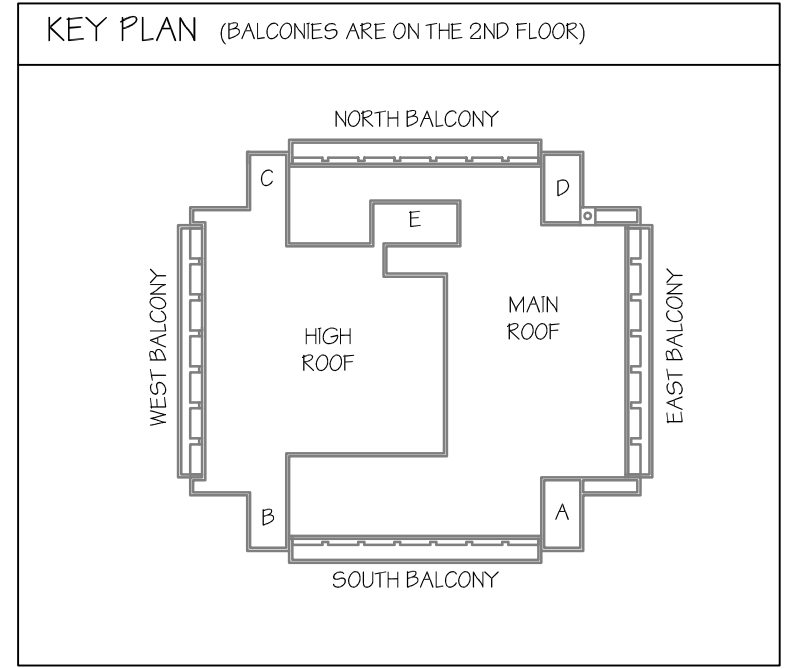 KEY PLAN (BALCONIES ARE ON THE 2ND FLOOR)
NORTH BALCONY
C
D
E
WEST BALCONY
HIGH
ROOF
MAIN
ROOF
EAST BALCONY
B
A
SOUTH BALCONY